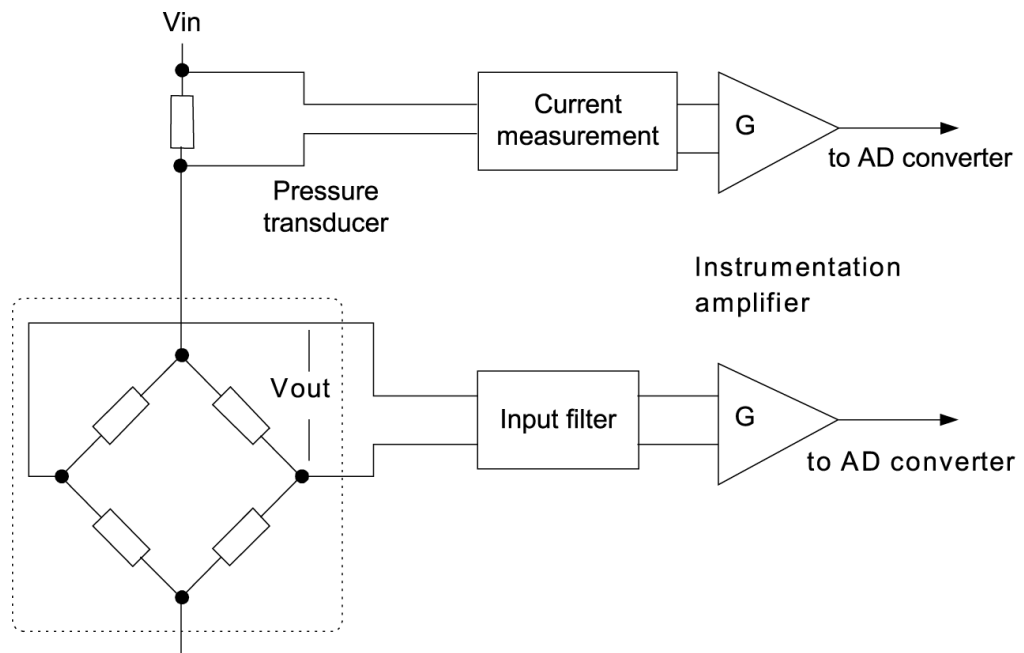 Vin
Current
measurement
G
to AD converter
Pressure
transducer
Instrumentation
amplifier
Vout
Input filter
G
to AD converter